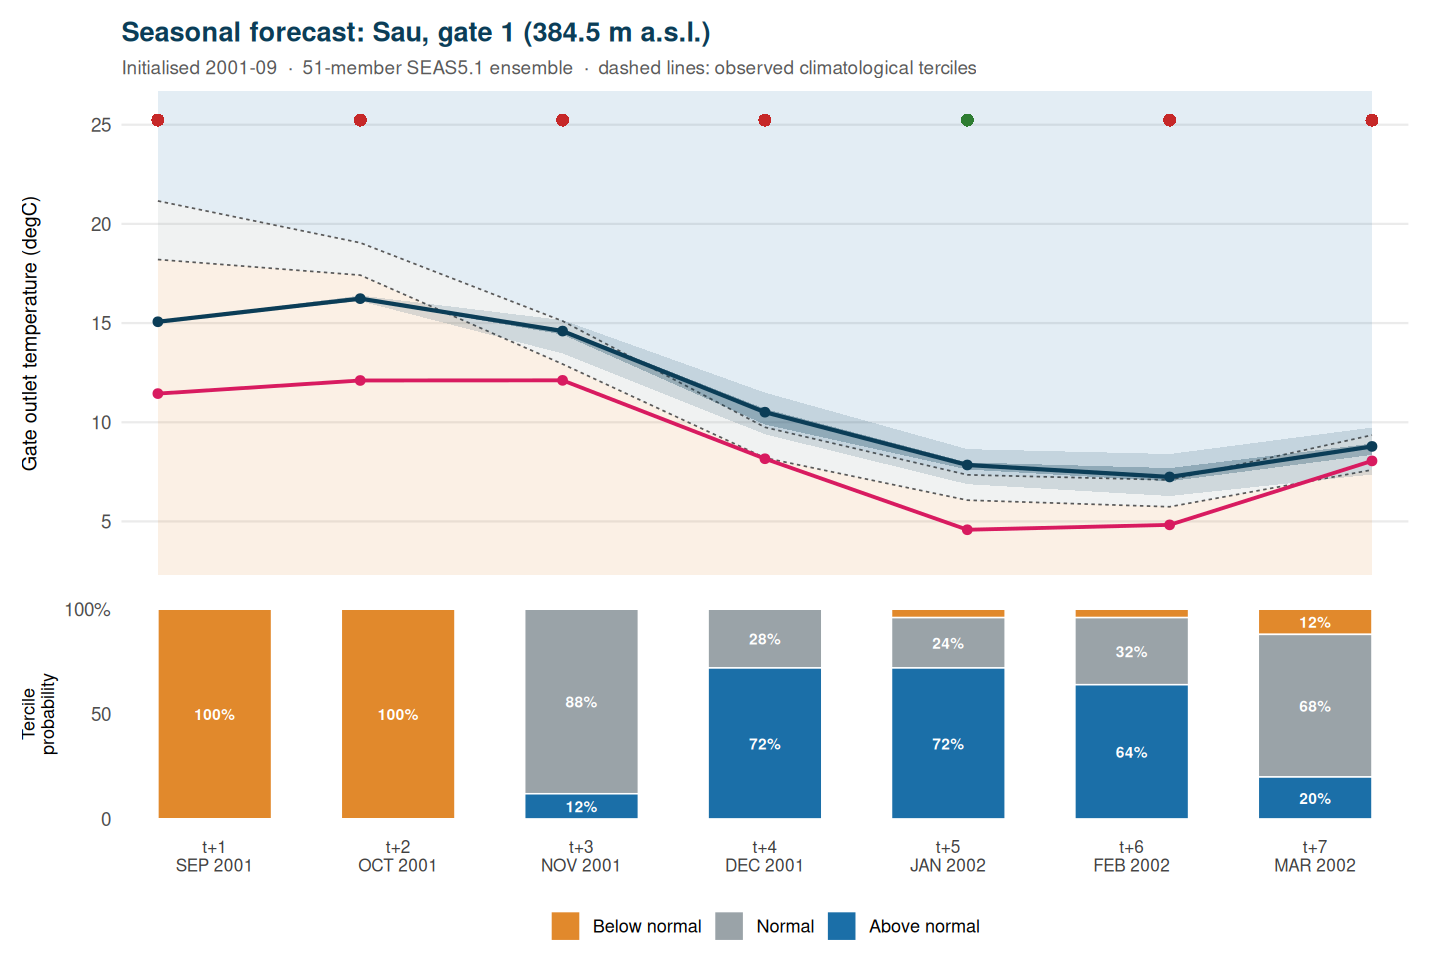 Seasonal forecast: Sau, gate 1 (384.5 m a.s.l.)
Initialised 2001-09 · 51-member SEAS5.1 ensemble · dashed lines: observed climatological terciles
Gate outlet temperature (degC)
25
20
15
10
5
Tercile
probability
100%
50
0
100%
100%
88%
12%
28%
72%
24%
72%
32%
64%
12%
68%
20%
t+1
SEP 2001
t+2
OCT 2001
t+3
NOV 2001
t+4
DEC 2001
t+5
JAN 2002
t+6
FEB 2002
t+7
MAR 2002
Below normal
Normal
Above normal